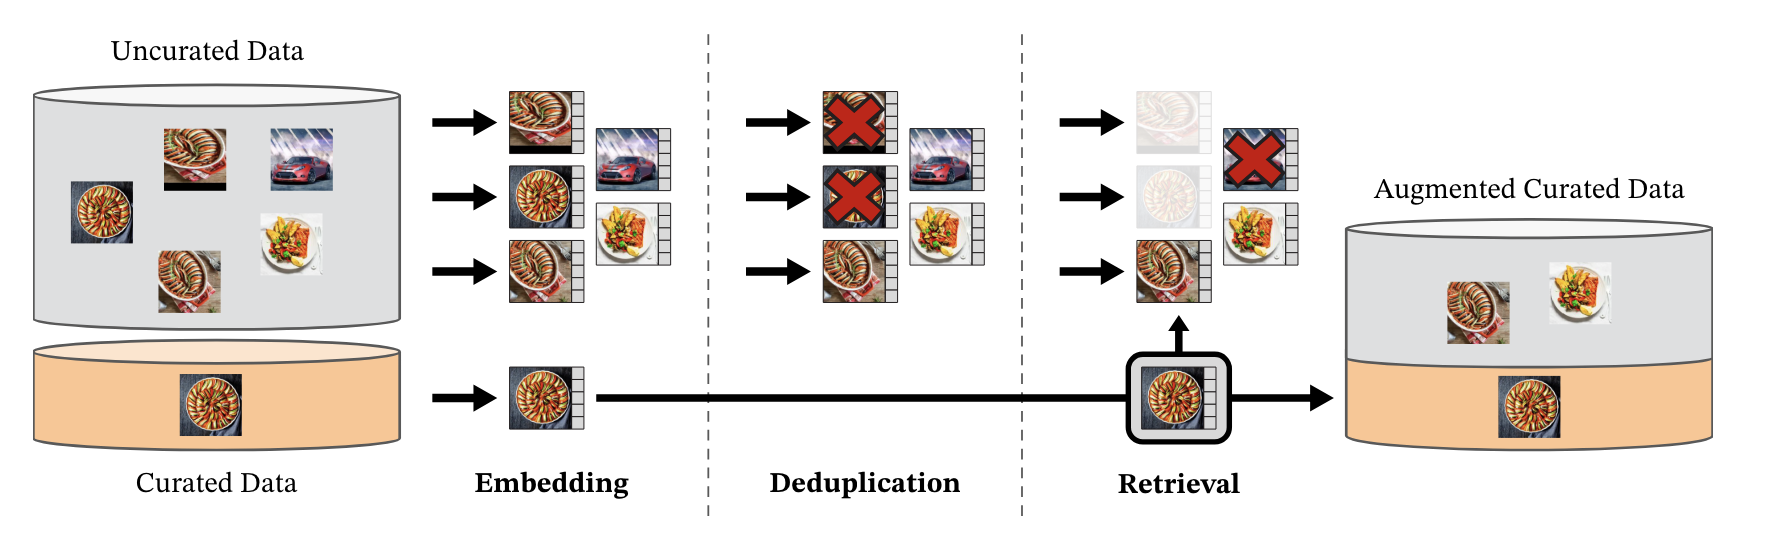 Uncurated Data
Augmented Curated Data
Curated Data
Embedding
Deduplication
Retrieval